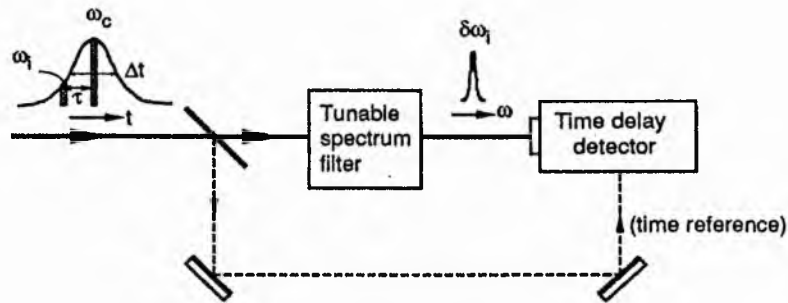 ω_c
ω_i
Δt
τ
t
δω_i
ω
Tunable
spectrum
filter
Time delay
detector
(time reference)